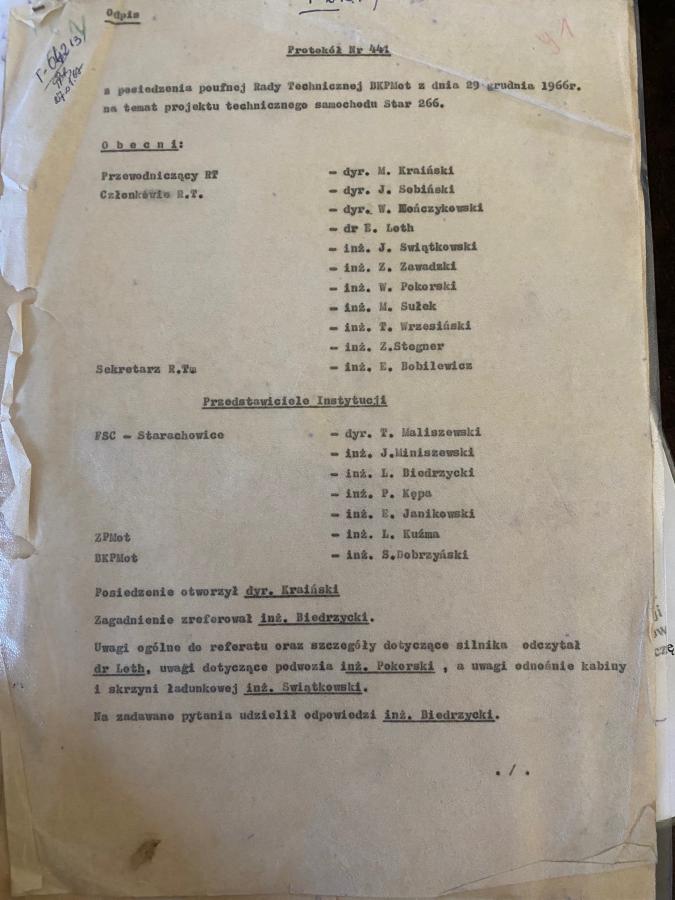 Odpis
91
Protokół Nr 441
z posiedzenia poufnej Rady Technicznej BKPMot z dnia 29 grudnia 1966r.
na temat projektu technicznego samochodu Star 266.
O b e c n i :
Przewodniczący RT - dyr. M. Kraiński
Członkowie R.T. - dyr. J. Sobiński
- dyr. W. Mończykowski
- dr E. Loth
- inż. J. Swiątkowski
- inż. Z. Zawadzki
- inż. W. Pokorski
- inż. M. Sułek
- inż. T. Wrzesiński
- inż. Z.Stegner
Sekretarz R.T. - inż. E. Bobilewicz
Przedstawiciele Instytucji
FSC - Starachowice - dyr. T. Maliszewski
- inż. J.Miniszewski
- inż. L. Biedrzycki
- inż. P. Kępa
- inż. E. Janikowski
ZPMot - inż. L. Kuźma
BKPMot - inż. S.Dobrzyński
Posiedzenie otworzył dyr. Kraiński
Zagadnienie zreferował inż. Biedrzycki.
Uwagi ogólne do referatu oraz szczegóły dotyczące silnika odczytał
dr Loth, uwagi dotyczące podwozia inż. Pokorski , a uwagi odnośnie kabiny
i skrzyni ładunkowej inż. Swiątkowski.
Na zadawane pytania udzielił odpowiedzi inż. Biedrzycki.
. / .